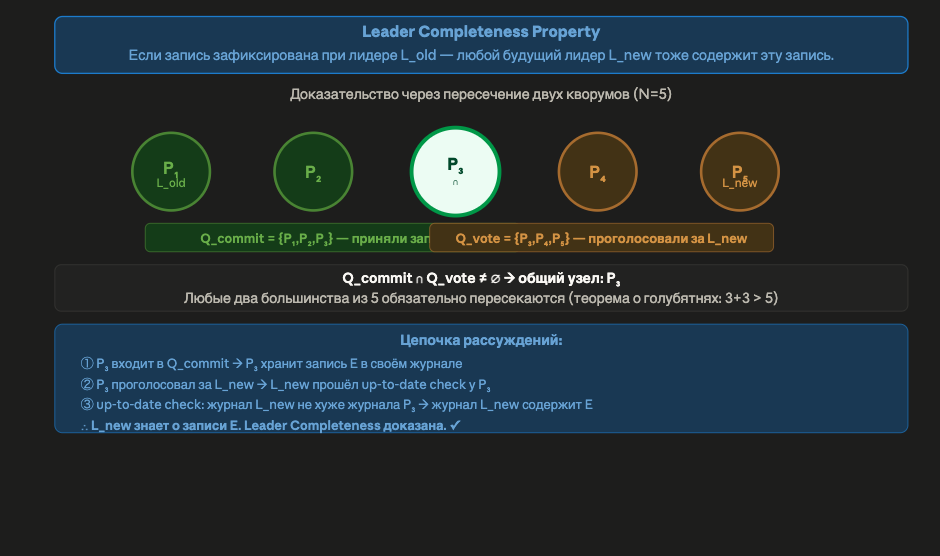 Leader Completeness Property
Если запись зафиксирована при лидере L_old — любой будущий лидер L_new тоже содержит эту запись.
Доказательство через пересечение двух кворумов (N=5)
P₁
L_old
P₂
P₃
∩
P₄
P₅
L_new
Q_commit = {P₁,P₂,P₃} — приняли зап
Q_vote = {P₃,P₄,P₅} — проголосовали за L_new
Q_commit ∩ Q_vote ≠ ∅ → общий узел: P₃
Любые два большинства из 5 обязательно пересекаются (теорема о голубятнях: 3+3 > 5)
Цепочка рассуждений:
① P₃ входит в Q_commit → P₃ хранит запись E в своём журнале
② P₃ проголосовал за L_new → L_new прошёл up-to-date check у P₃
③ up-to-date check: журнал L_new не хуже журнала P₃ → журнал L_new содержит E
∴ L_new знает о записи E. Leader Completeness доказана. ✓